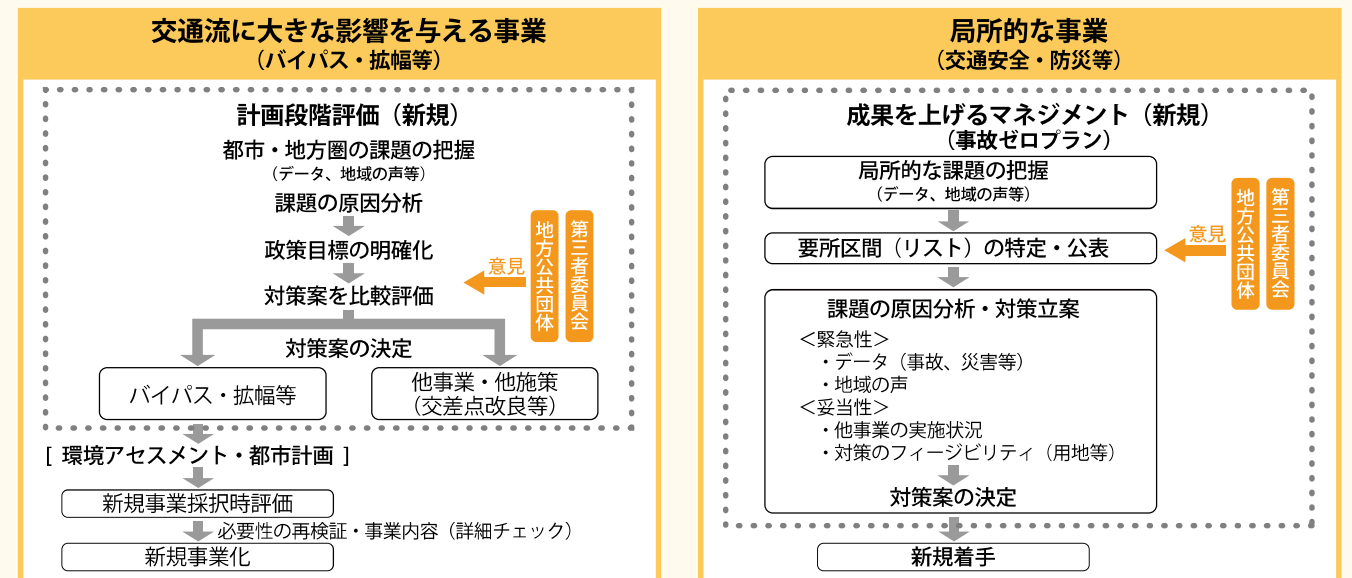 交通流に大きな影響を与える事業
（バイパス・拡幅等）
計画段階評価（新規）
都市・地方圏の課題の把握
（データ、地域の声等）
課題の原因分析
政策目標の明確化
対策案を比較評価
意見
地方公共団体
第三者委員会
対策案の決定
バイパス・拡幅等
他事業・他施策
（交差点改良等）
[ 環境アセスメント・都市計画 ]
新規事業採択時評価
必要性の再検証・事業内容（詳細チェック）
新規事業化
局所的な事業
（交通安全・防災等）
成果を上げるマネジメント（新規）
（事故ゼロプラン）
局所的な課題の把握
（データ、地域の声等）
要所区間（リスト）の特定・公表
意見
地方公共団体
第三者委員会
課題の原因分析・対策立案
＜緊急性＞
・データ（事故、災害等）
・地域の声
＜妥当性＞
・他事業の実施状況
・対策のフィージビリティ（用地等）
対策案の決定
新規着手